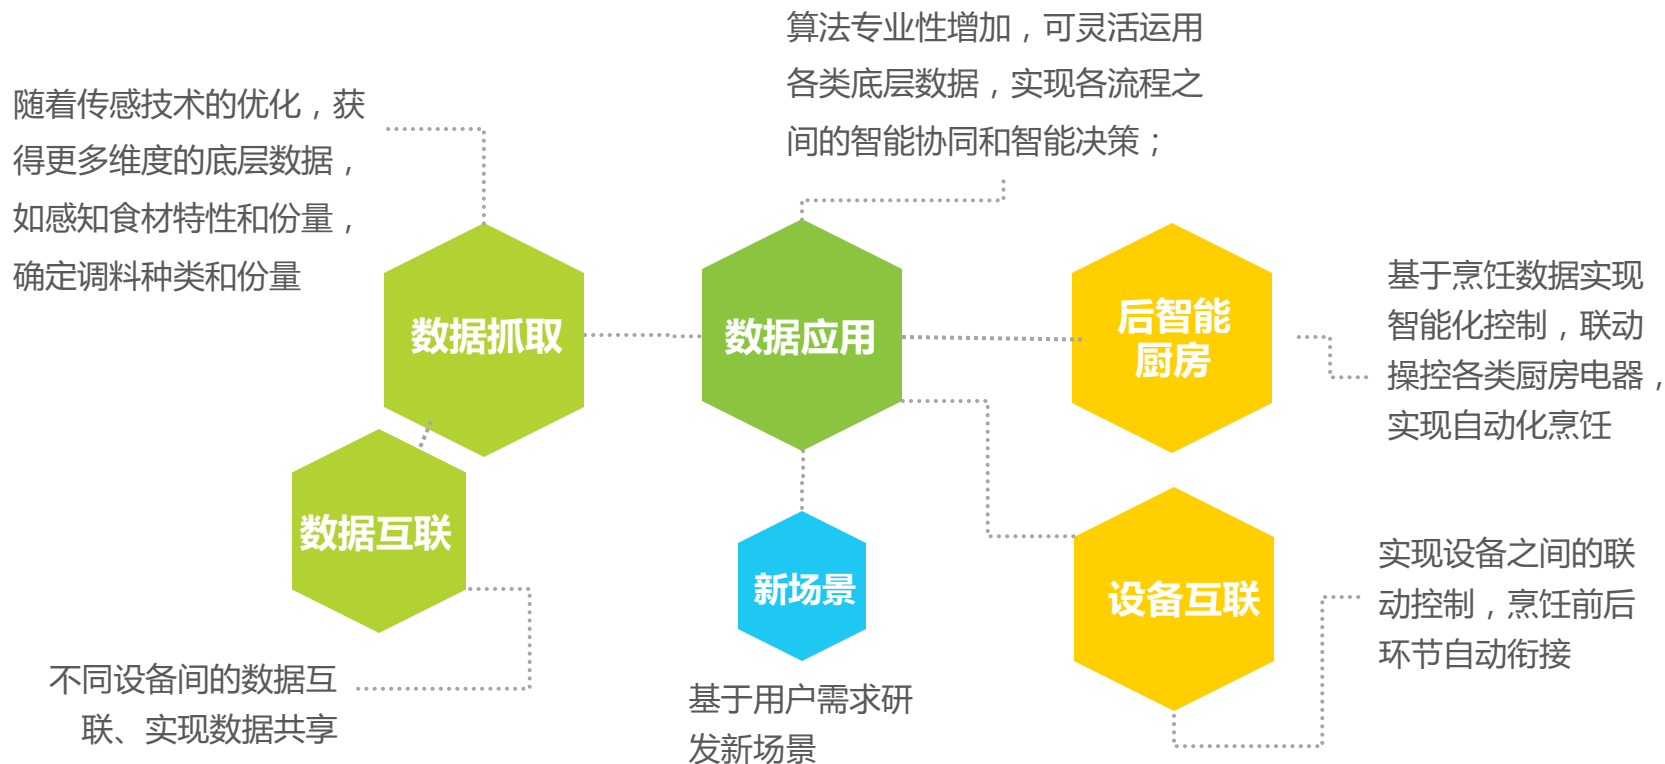 算法专业性增加，可灵活运用
各类底层数据，实现各流程之
间的智能协同和智能决策；
随着传感技术的优化，获
得更多维度的底层数据，
如感知食材特性和份量，
确定调料种类和份量
数据抓取
数据应用
后智能
厨房
基于烹饪数据实现
智能化控制，联动
操控各类厨房电器，
实现自动化烹饪
数据互联
新场景
设备互联
实现设备之间的联
动控制，烹饪前后
环节自动衔接
不同设备间的数据互
联、实现数据共享
基于用户需求研
发新场景